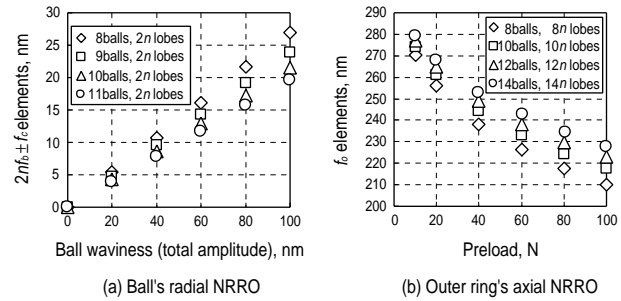 30
25
20
15
10
5
0
0 20 40 60 80 100
2nfb ± fc elements, nm
8balls, 2n lobes
9balls, 2n lobes
10balls, 2n lobes
11balls, 2n lobes
Ball waviness (total amplitude), nm
(a) Ball's radial NRRO
290
280
270
260
250
240
230
220
210
200
0 20 40 60 80 100
fo elements, nm
8balls, 8n lobes
10balls, 10n lobes
12balls, 12n lobes
14balls, 14n lobes
Preload, N
(b) Outer ring's axial NRRO